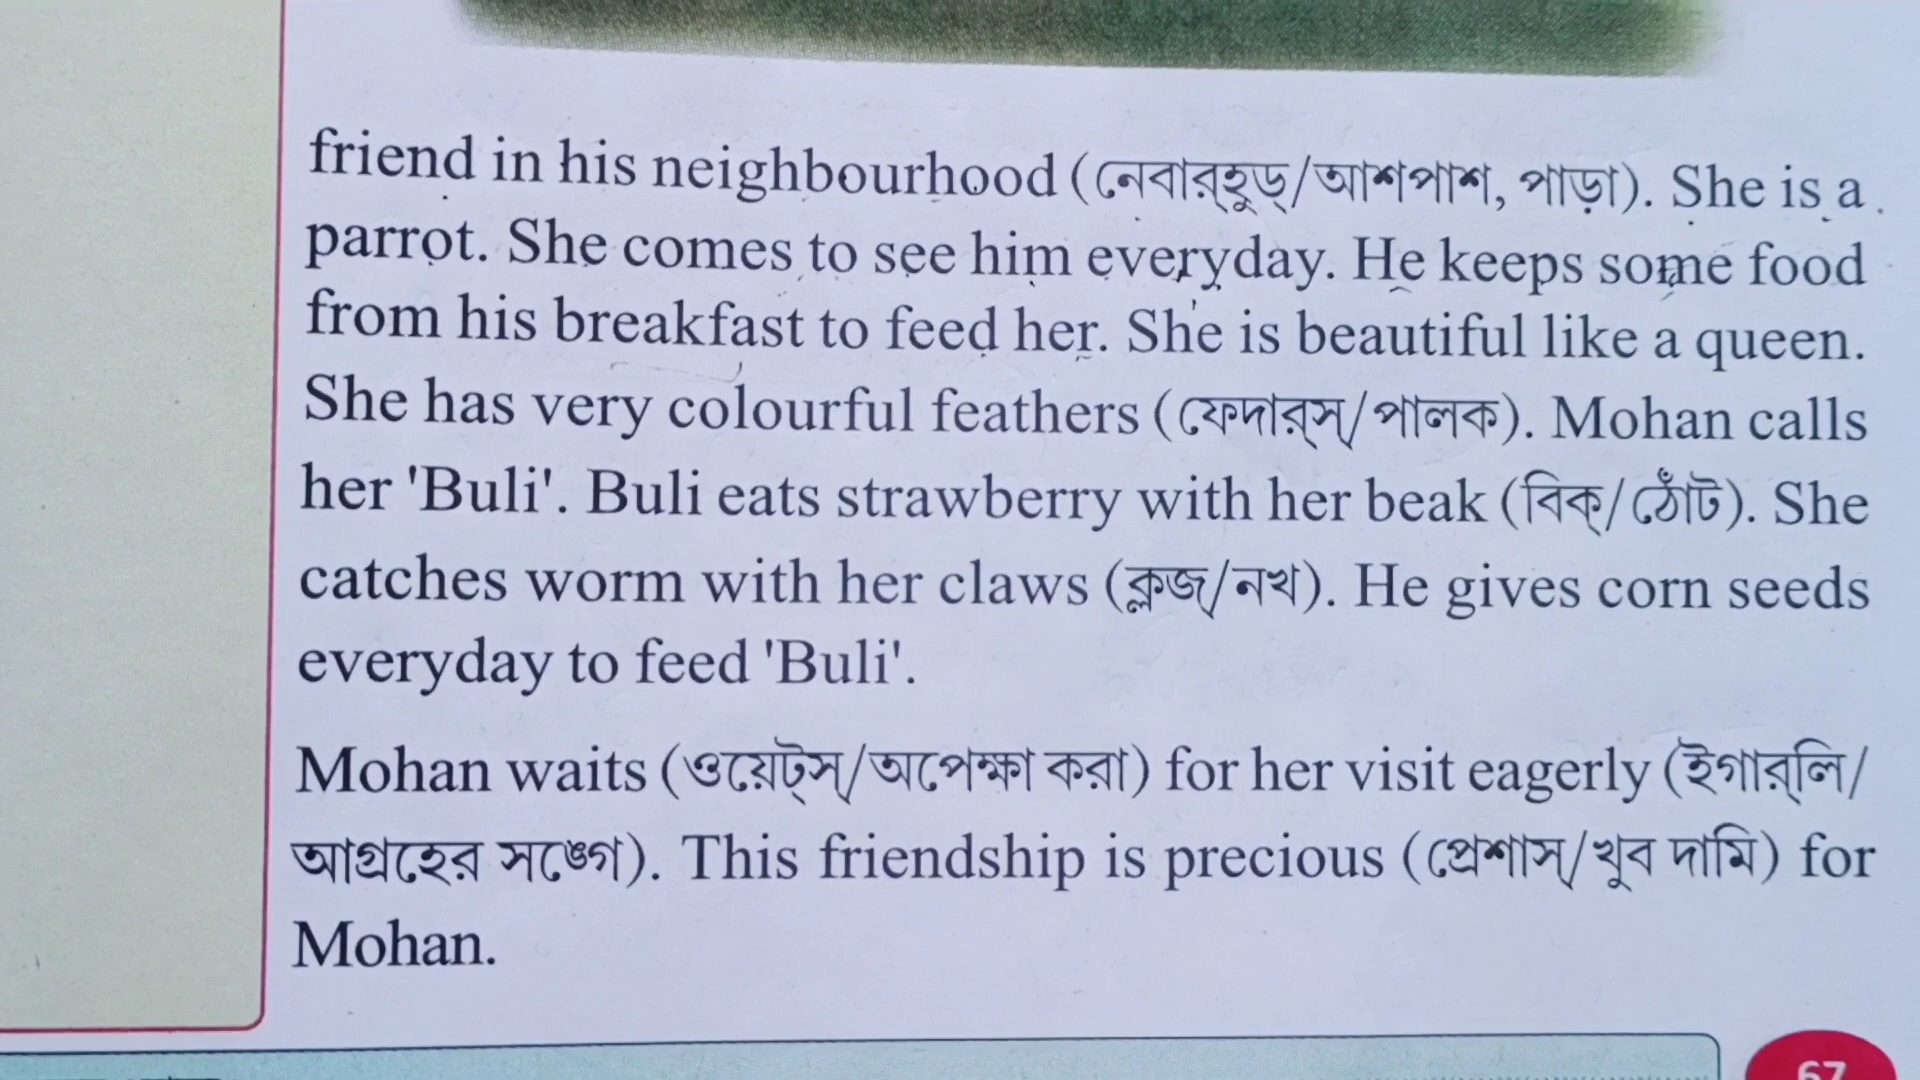 friend in his neighbourhood (নেবার্হুড্/আশপাশ, পাড়া). She is a
parrot. She comes to see him everyday. He keeps some food
from his breakfast to feed her. She is beautiful like a queen.
She has very colourful feathers (ফেদার্স্/পালক). Mohan calls
her 'Buli'. Buli eats strawberry with her beak (বিক্/ঠোঁট). She
catches worm with her claws (ক্লজ্/নখ). He gives corn seeds
everyday to feed 'Buli'.
Mohan waits (ওয়েট্স্/অপেক্ষা করা) for her visit eagerly (ইগার্লি/
আগ্রহের সঙ্গে). This friendship is precious (প্রেশাস্/খুব দামি) for
Mohan.
67